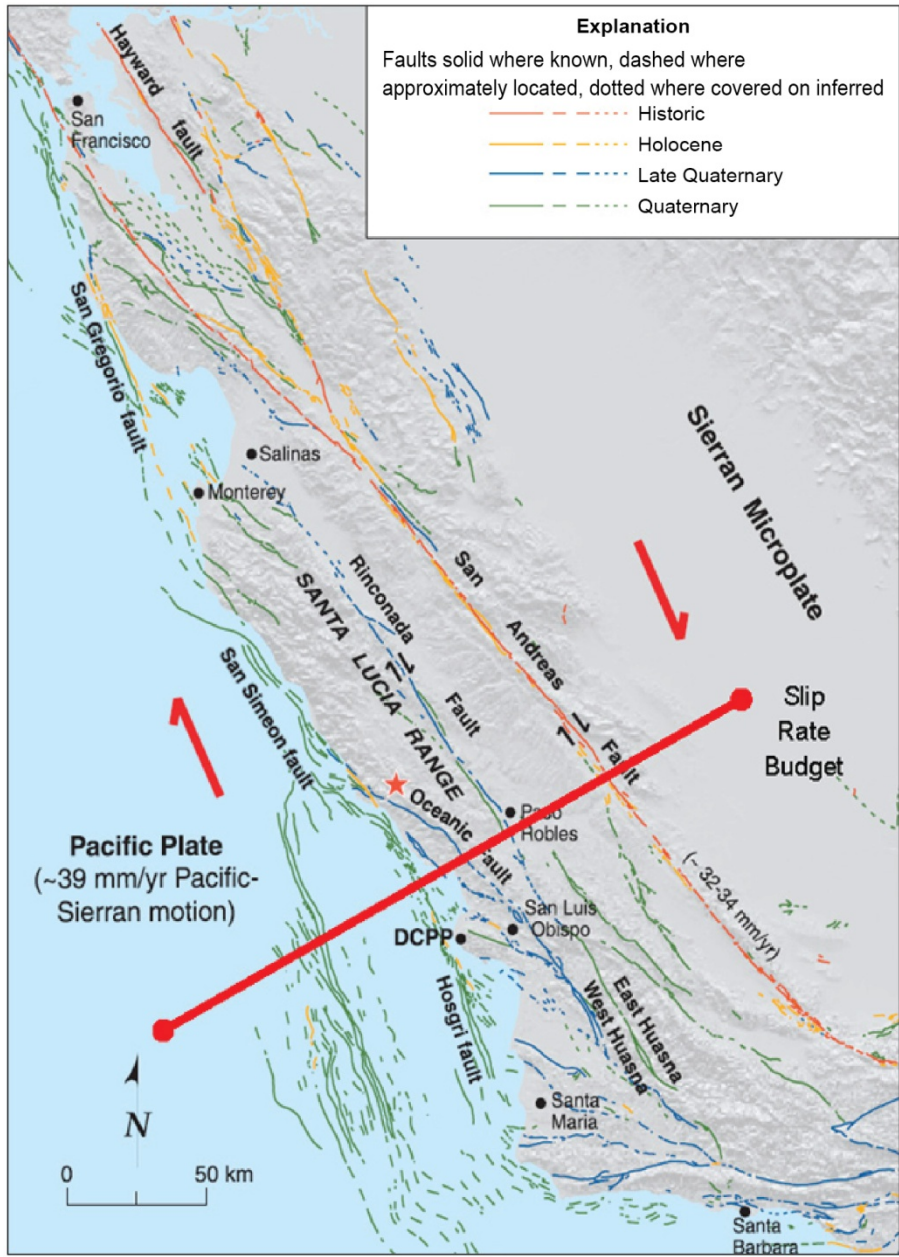 Explanation
Faults solid where known, dashed where
approximately located, dotted where covered on inferred
Historic
Holocene
Late Quaternary
Quaternary
Hayward
fault
San
Francisco
San Gregorio fault
Salinas
Monterey
Sierran Microplate
San
Andreas
Fault
Rinconada
Fault
SANTA
LUCIA
RANGE
San Simeon fault
Slip
Rate
Budget
Oceanic
Fault
Paso
Robles
Pacific Plate
(~39 mm/yr Pacific-
Sierran motion)
(~ 32-34 mm/yr)
San Luis
Obispo
DCPP
Hosgri fault
West Huasna
East Huasna
N
Santa
Maria
0 50 km
Santa
Barbara